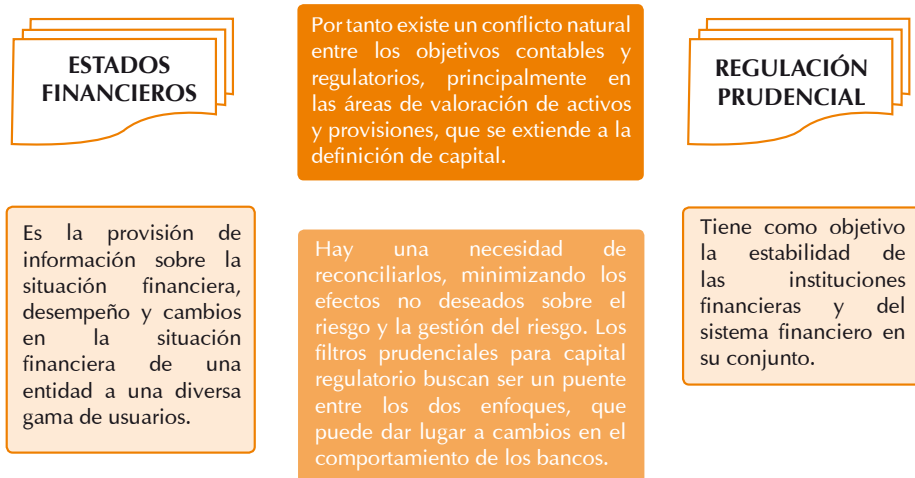 ESTADOS
FINANCIEROS
Es la provisión de
información sobre la
situación financiera,
desempeño y cambios
en la situación
financiera de una
entidad a una diversa
gama de usuarios.
Por tanto existe un conflicto natural
entre los objetivos contables y
regulatorios, principalmente en
las áreas de valoración de activos
y provisiones, que se extiende a la
definición de capital.
Hay una necesidad de
reconciliarlos, minimizando los
efectos no deseados sobre el
riesgo y la gestión del riesgo. Los
filtros prudenciales para capital
regulatorio buscan ser un puente
entre los dos enfoques, que
puede dar lugar a cambios en el
comportamiento de los bancos.
REGULACIÓN
PRUDENCIAL
Tiene como objetivo
la estabilidad de
las instituciones
financieras y del
sistema financiero en
su conjunto.